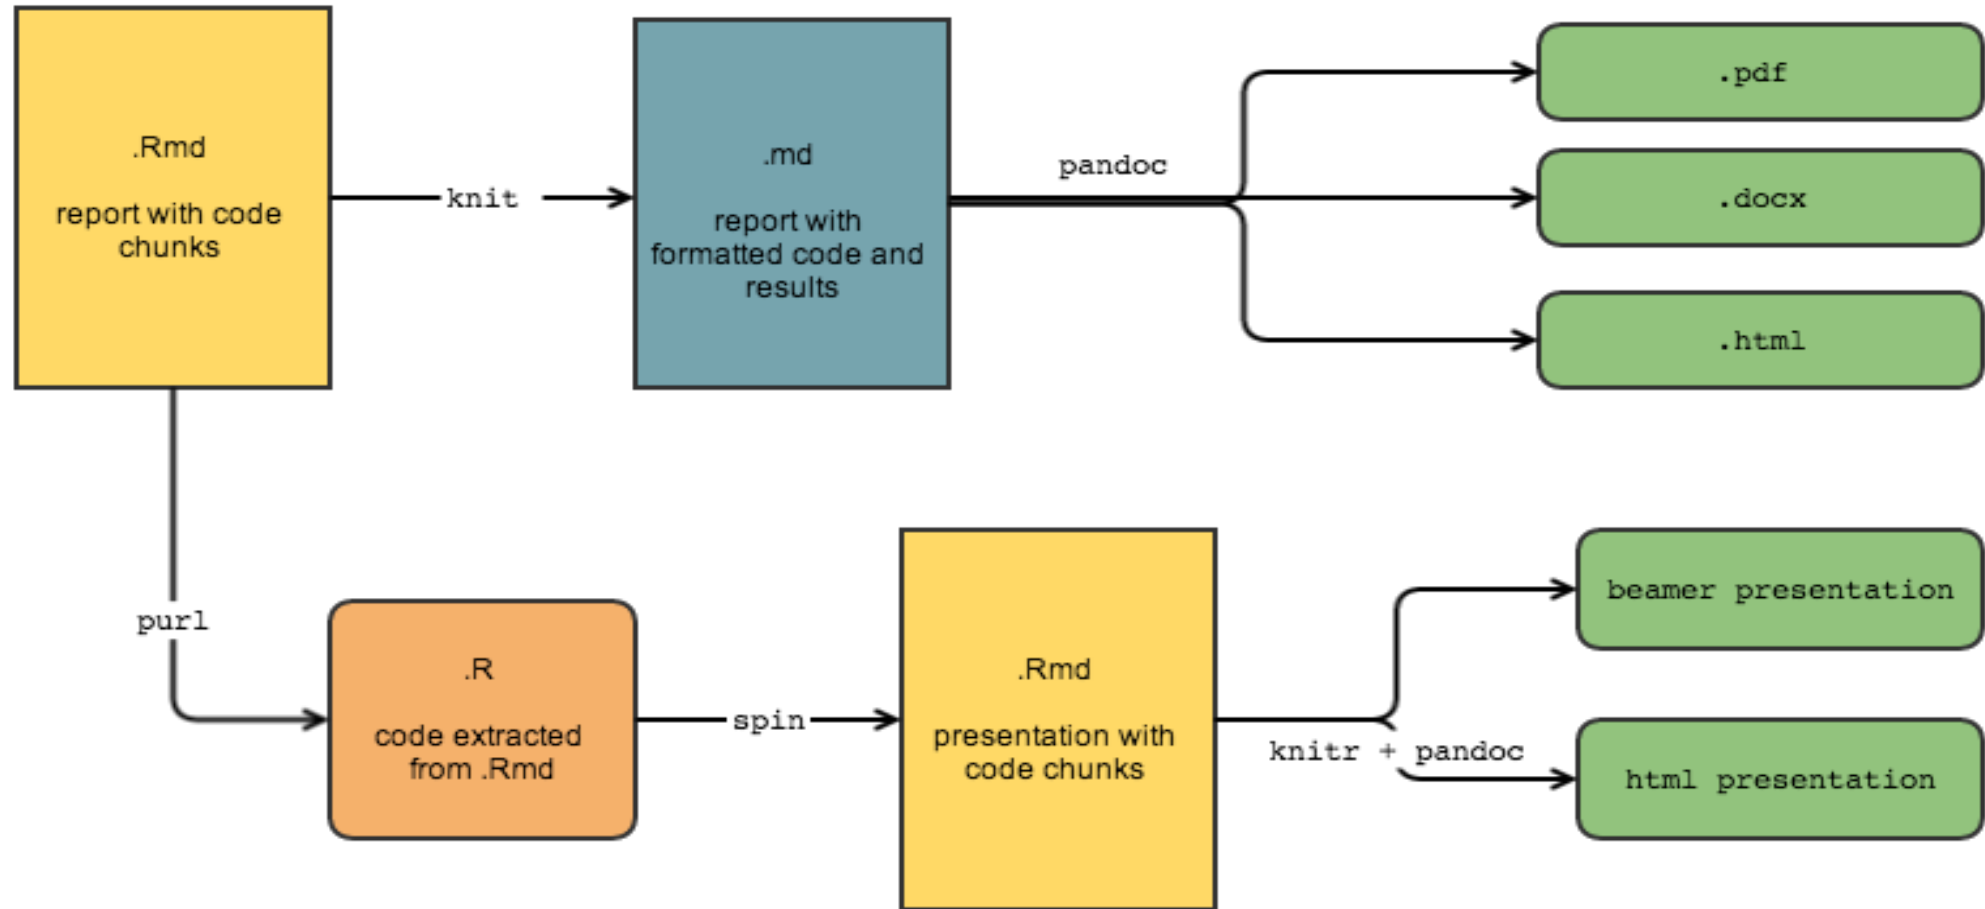 .Rmd
report with code
chunks
knit
.md
report with
formatted code and
results
pandoc
.pdf
.docx
.html
purl
.R
code extracted
from .Rmd
spin
.Rmd
presentation with
code chunks
knitr + pandoc
beamer presentation
html presentation